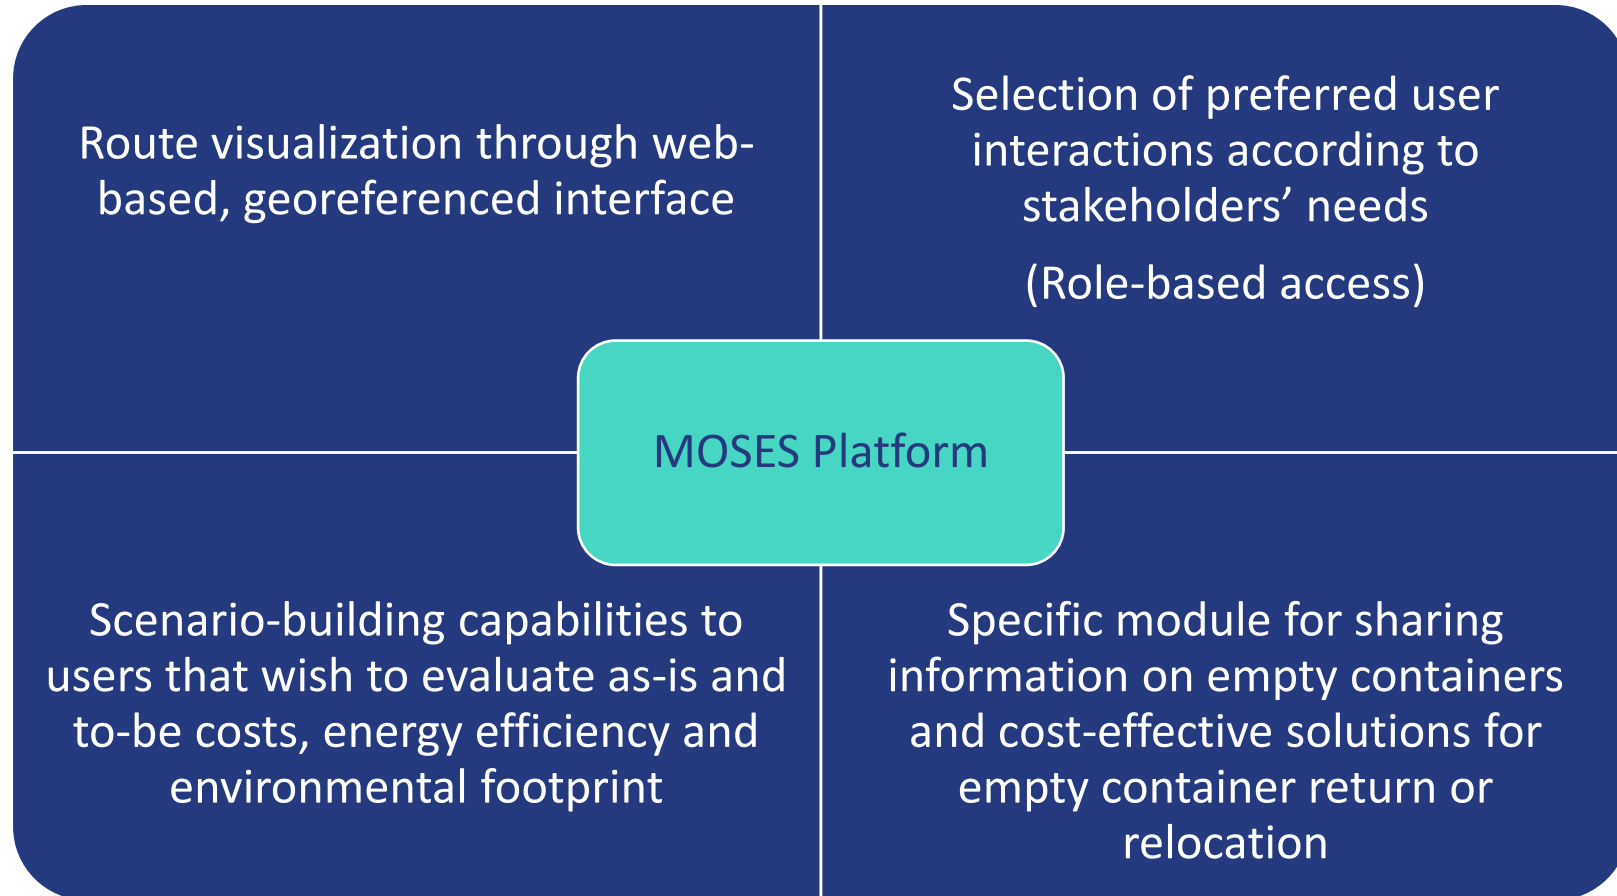 Route visualization through web-
based, georeferenced interface
Selection of preferred user
interactions according to
stakeholders’ needs
(Role-based access)
MOSES Platform
Scenario-building capabilities to
users that wish to evaluate as-is and
to-be costs, energy efficiency and
environmental footprint
Specific module for sharing
information on empty containers
and cost-effective solutions for
empty container return or
relocation